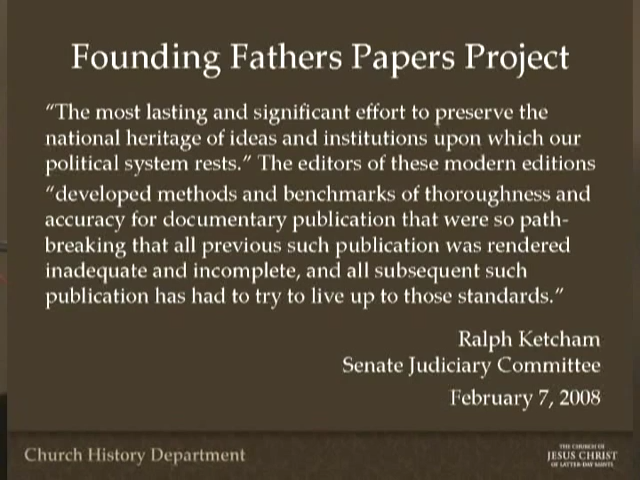 Founding Fathers Papers Project
“The most lasting and significant effort to preserve the
national heritage of ideas and institutions upon which our
political system rests.” The editors of these modern editions
“developed methods and benchmarks of thoroughness and
accuracy for documentary publication that were so path-
breaking that all previous such publication was rendered
inadequate and incomplete, and all subsequent such
publication has had to try to live up to those standards.”
Ralph Ketcham
Senate Judiciary Committee
February 7, 2008
Church History Department
THE CHURCH OF
JESUS CHRIST
OF LATTER-DAY SAINTS